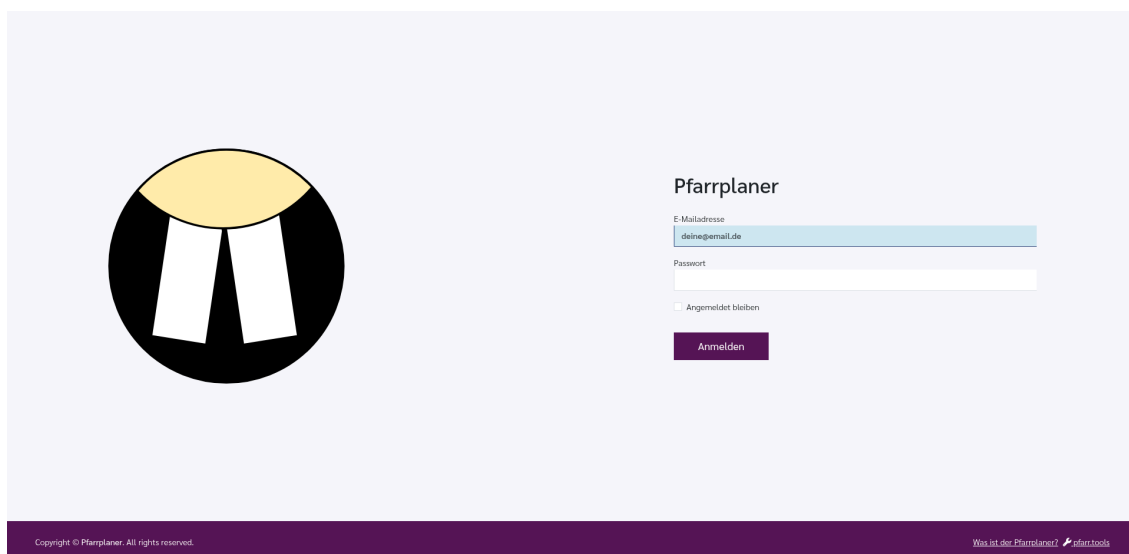 Pfarrplaner
E-Mailadresse
deine@email.de
Passwort
Angemeldet bleiben
Anmelden
Copyright © Pfarrplaner. All rights reserved.
Was ist der Pfarrplaner? pfarr.tools